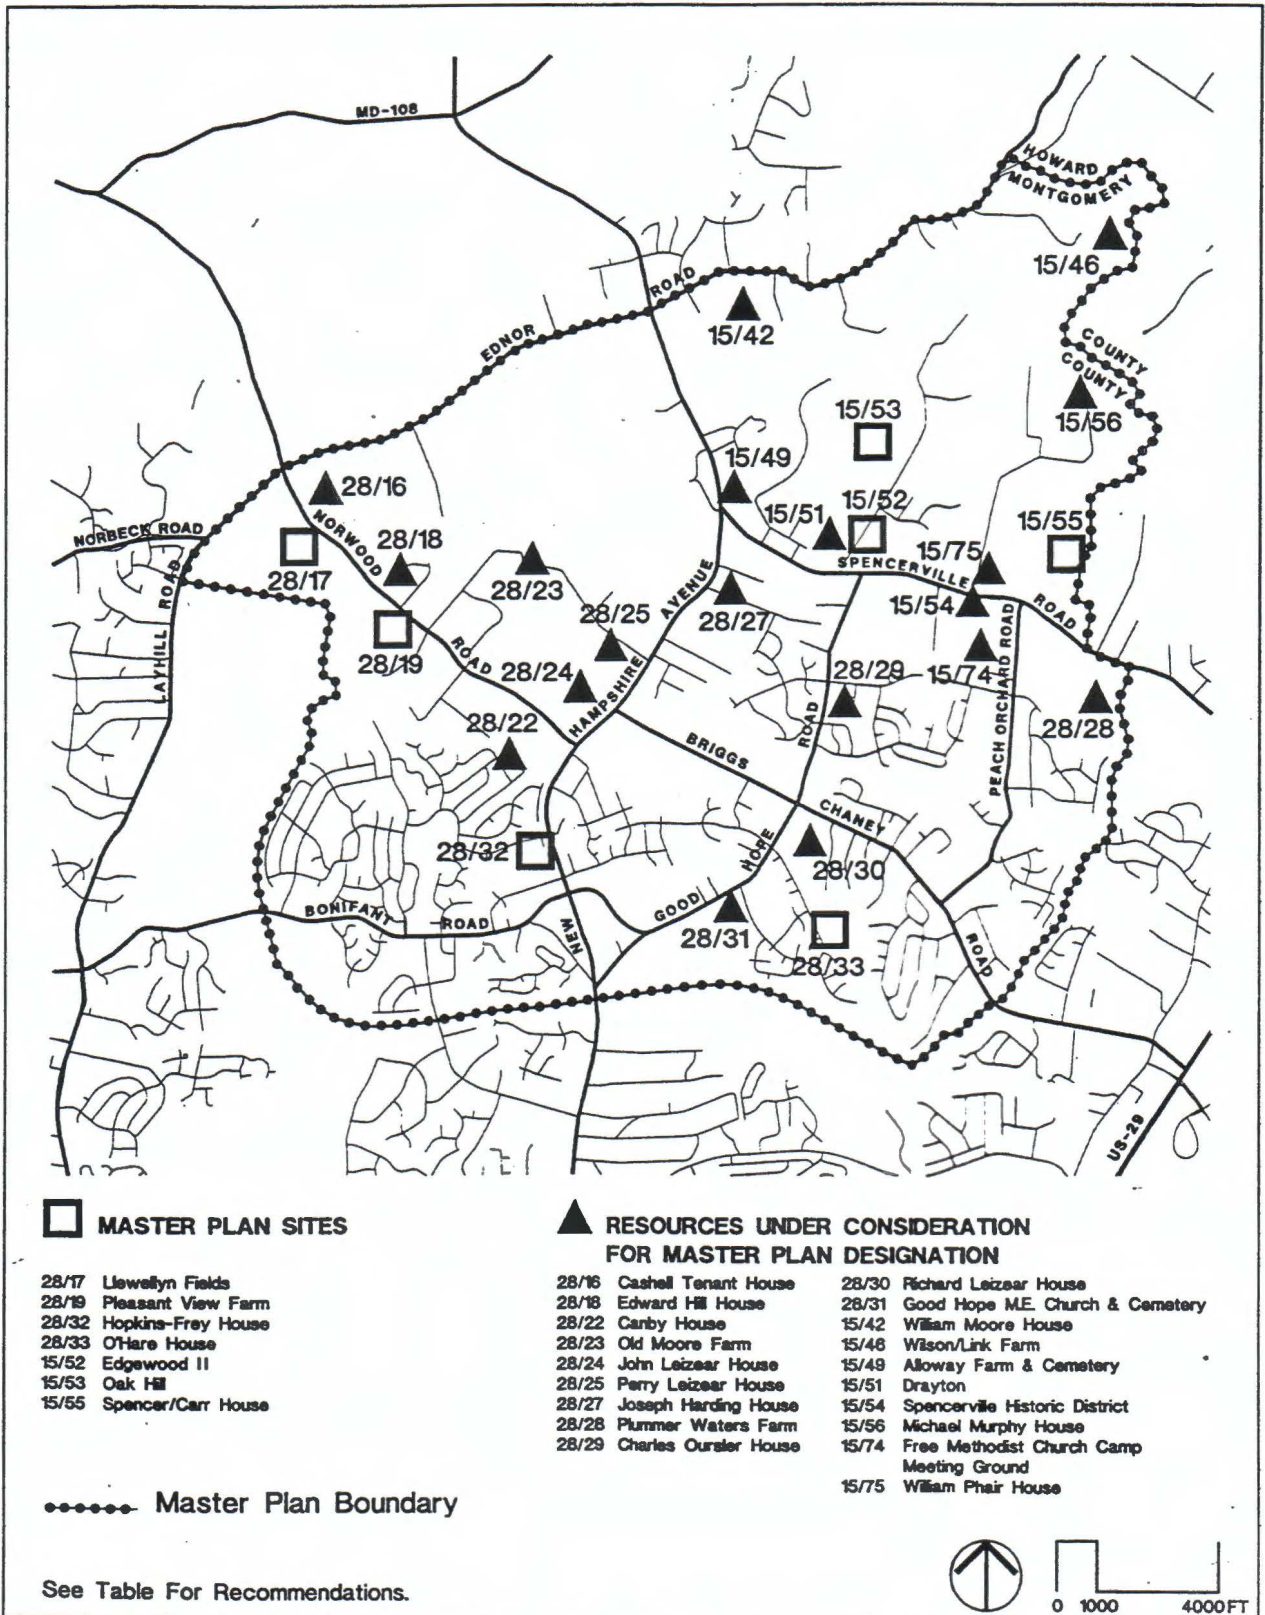 MD-108
HOWARD
MONTGOMERY
15/46
ROAD
EDNOR
15/42
COUNTY
COUNTY
15/53
15/56
15/49
28/16
15/52
15/51
NORWOOD
NORBECK ROAD
28/18
15/55
15/75
SPENCERVILLE
28/17
28/23
AVENUE
ROAD
15/54
28/25
28/27
LAYHILL
ROAD
28/19
ROAD
28/24
28/29
15/74
PEACH ORCHARD ROAD
HAMPSHIRE
28/22
28/28
ROAD
BRIGGS
CHANEY
28/32
HOPE
28/30
BONIFANT
ROAD
GOOD
NEW
28/31
ROAD
28/33
US-29
MASTER PLAN SITES
28/17 Llewellyn Fields
28/19 Pleasant View Farm
28/32 Hopkins-Frey House
28/33 O'Hare House
15/52 Edgewood II
15/53 Oak Hill
15/55 Spencer/Carr House
RESOURCES UNDER CONSIDERATION
FOR MASTER PLAN DESIGNATION
28/16 Cashell Tenant House
28/18 Edward Hill House
28/22 Canby House
28/23 Old Moore Farm
28/24 John Leizear House
28/25 Perry Leizear House
28/27 Joseph Harding House
28/28 Plummer Waters Farm
28/29 Charles Oursler House
28/30 Richard Leizear House
28/31 Good Hope M.E. Church & Cemetery
15/42 William Moore House
15/46 Wilson/Link Farm
15/49 Alloway Farm & Cemetery
15/51 Drayton
15/54 Spencerville Historic District
15/56 Michael Murphy House
15/74 Free Methodist Church Camp
Meeting Ground
15/75 William Phair House
Master Plan Boundary
See Table For Recommendations.
0 1000 4000 FT